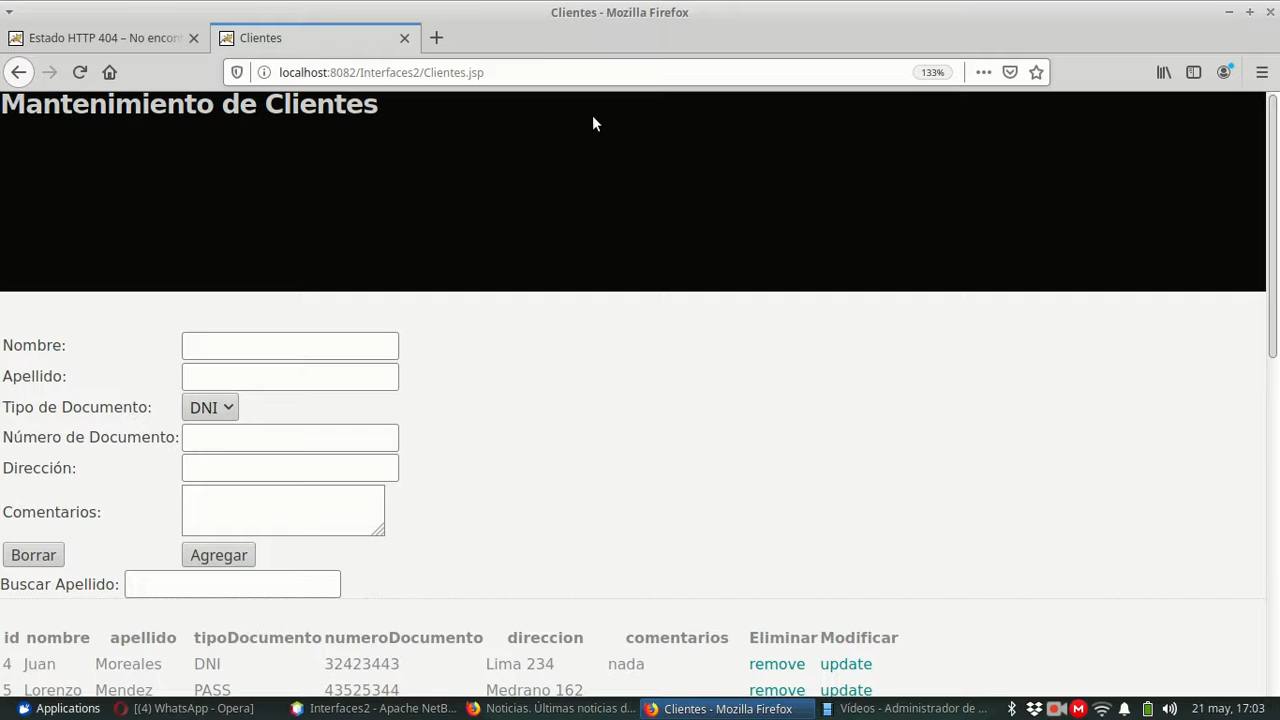 Clientes - Mozilla Firefox
Estado HTTP 404 – No encont
Clientes
localhost:8082/Interfaces2/Clientes.jsp
133%
Mantenimiento de Clientes
Nombre:
Apellido:
Tipo de Documento: DNI
Número de Documento:
Dirección:
Comentarios:
Borrar Agregar
Buscar Apellido:
id nombre apellido tipoDocumento numeroDocumento direccion comentarios Eliminar Modificar
4 Juan Moreales DNI 32423443 Lima 234 nada remove update
5 Lorenzo Mendez PASS 43525344 Medrano 162 remove update
Applications [(4) WhatsApp - Opera] Interfaces2 - Apache NetB... Noticias. Últimas noticias d... Clientes - Mozilla Firefox Vídeos - Administrador de ... 21 may, 17:03